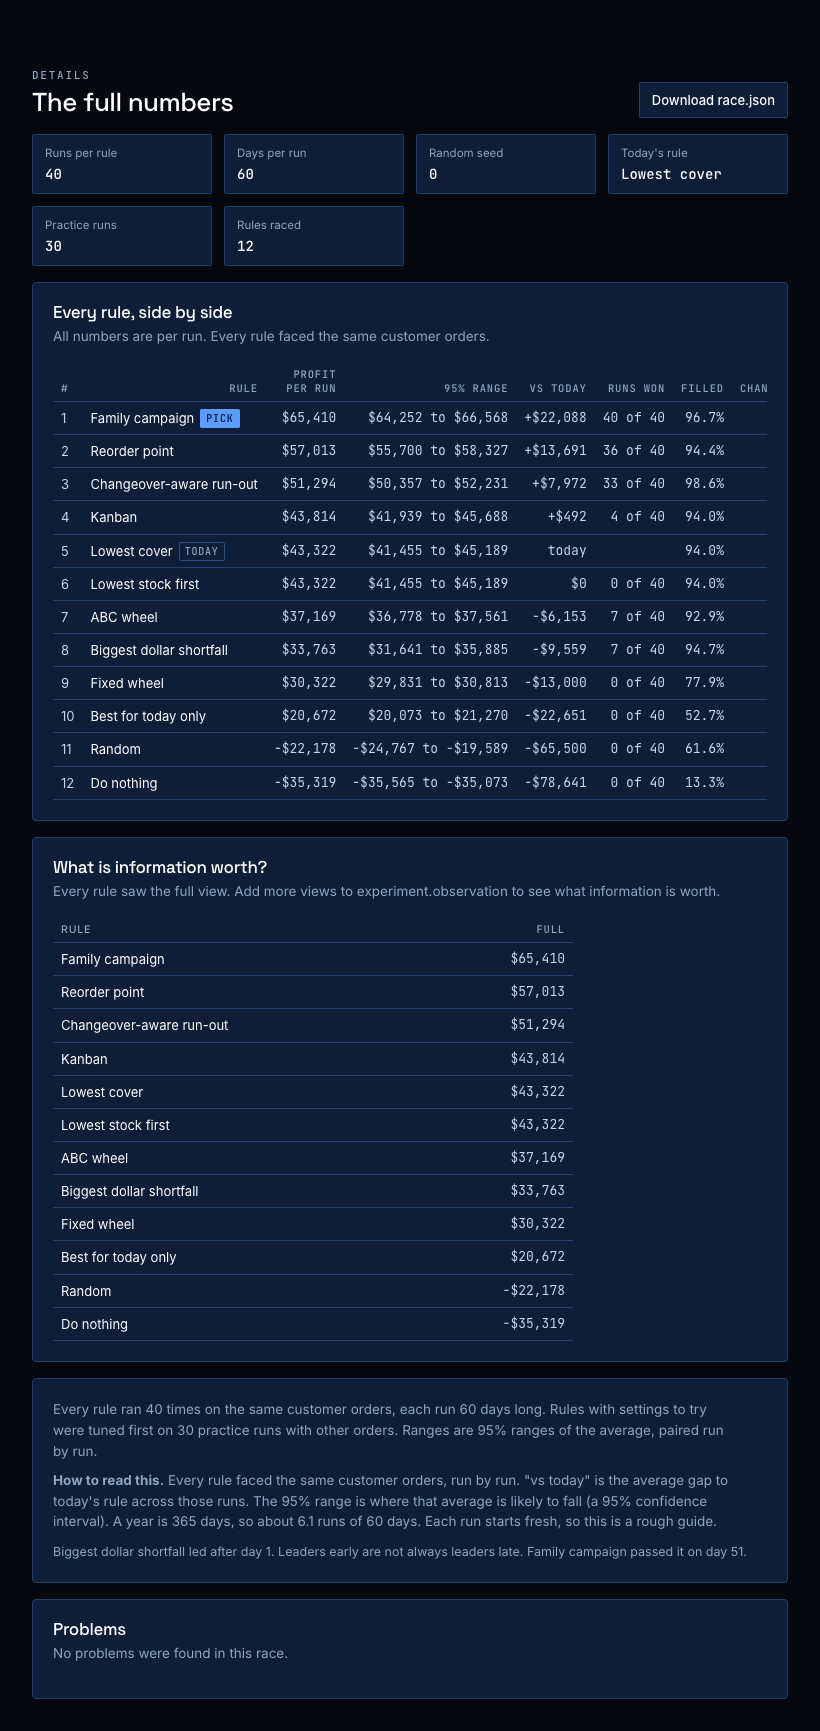 DETAILS
The full numbers
Download race.json
Runs per rule
40
Days per run
60
Random seed
0
Today's rule
Lowest cover
Practice runs
30
Rules raced
12
Every rule, side by side
All numbers are per run. Every rule faced the same customer orders.
# RULE PROFIT PER RUN 95% RANGE VS TODAY RUNS WON FILLED CHAN
1 Family campaign PICK $65,410 $64,252 to $66,568 +$22,088 40 of 40 96.7%
2 Reorder point $57,013 $55,700 to $58,327 +$13,691 36 of 40 94.4%
3 Changeover-aware run-out $51,294 $50,357 to $52,231 +$7,972 33 of 40 98.6%
4 Kanban $43,814 $41,939 to $45,688 +$492 4 of 40 94.0%
5 Lowest cover TODAY $43,322 $41,455 to $45,189 today 94.0%
6 Lowest stock first $43,322 $41,455 to $45,189 $0 0 of 40 94.0%
7 ABC wheel $37,169 $36,778 to $37,561 -$6,153 7 of 40 92.9%
8 Biggest dollar shortfall $33,763 $31,641 to $35,885 -$9,559 7 of 40 94.7%
9 Fixed wheel $30,322 $29,831 to $30,813 -$13,000 0 of 40 77.9%
10 Best for today only $20,672 $20,073 to $21,270 -$22,651 0 of 40 52.7%
11 Random -$22,178 -$24,767 to -$19,589 -$65,500 0 of 40 61.6%
12 Do nothing -$35,319 -$35,565 to -$35,073 -$78,641 0 of 40 13.3%
What is information worth?
Every rule saw the full view. Add more views to experiment.observation to see what information is worth.
RULE FULL
Family campaign $65,410
Reorder point $57,013
Changeover-aware run-out $51,294
Kanban $43,814
Lowest cover $43,322
Lowest stock first $43,322
ABC wheel $37,169
Biggest dollar shortfall $33,763
Fixed wheel $30,322
Best for today only $20,672
Random -$22,178
Do nothing -$35,319
Every rule ran 40 times on the same customer orders, each run 60 days long. Rules with settings to try
were tuned first on 30 practice runs with other orders. Ranges are 95% ranges of the average, paired run
by run.
How to read this. Every rule faced the same customer orders, run by run. "vs today" is the average gap to
today's rule across those runs. The 95% range is where that average is likely to fall (a 95% confidence
interval). A year is 365 days, so about 6.1 runs of 60 days. Each run starts fresh, so this is a rough guide.
Biggest dollar shortfall led after day 1. Leaders early are not always leaders late. Family campaign passed it on day 51.
Problems
No problems were found in this race.